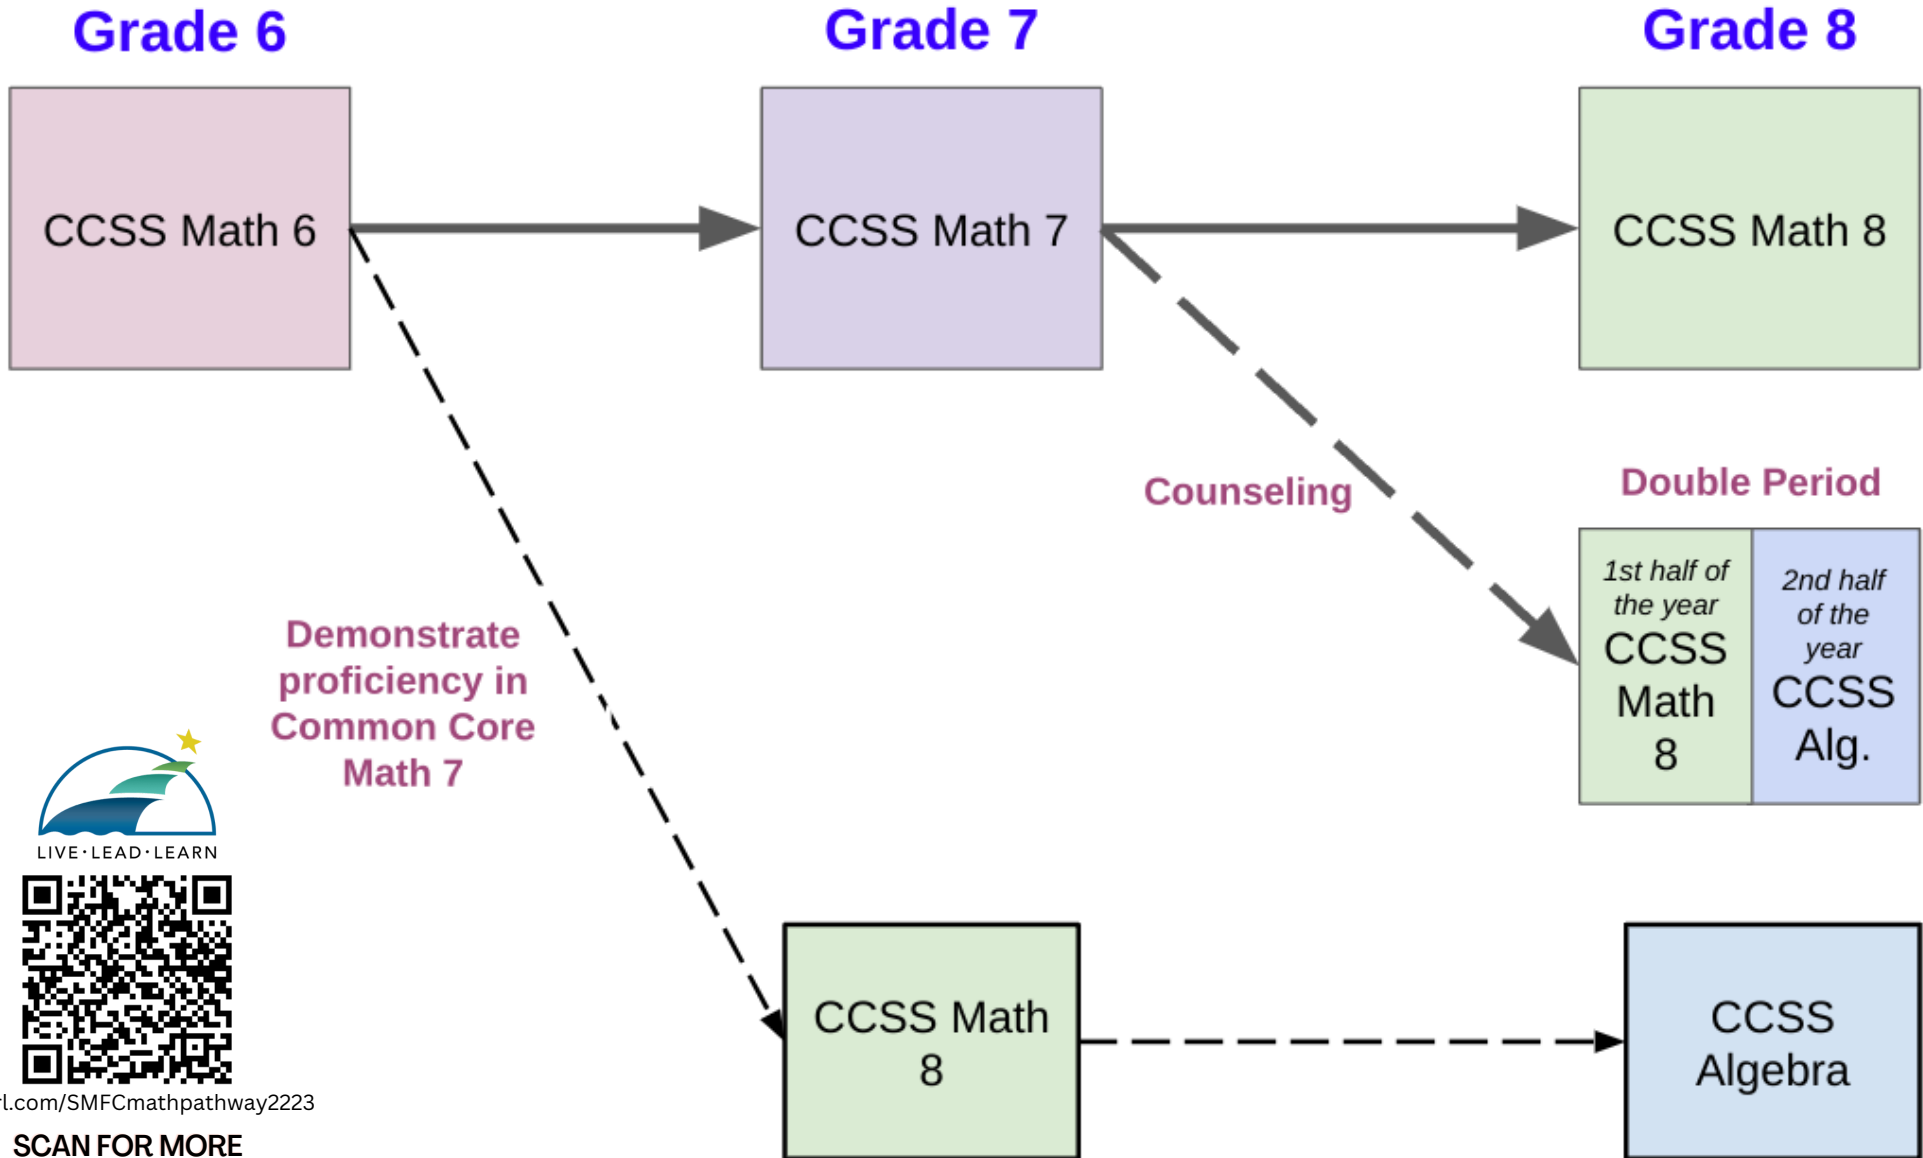 Grade 6
Grade 7
Grade 8
CCSS Math 6
CCSS Math 7
CCSS Math 8
Counseling
Double Period
1st half of
the year
CCSS
Math
8
2nd half
of the
year
CCSS
Alg.
Demonstrate
proficiency in
Common Core
Math 7
LIVE·LEAD·LEARN
CCSS Math
8
CCSS
Algebra
rl.com/SMFCmathpathway2223
SCAN FOR MORE